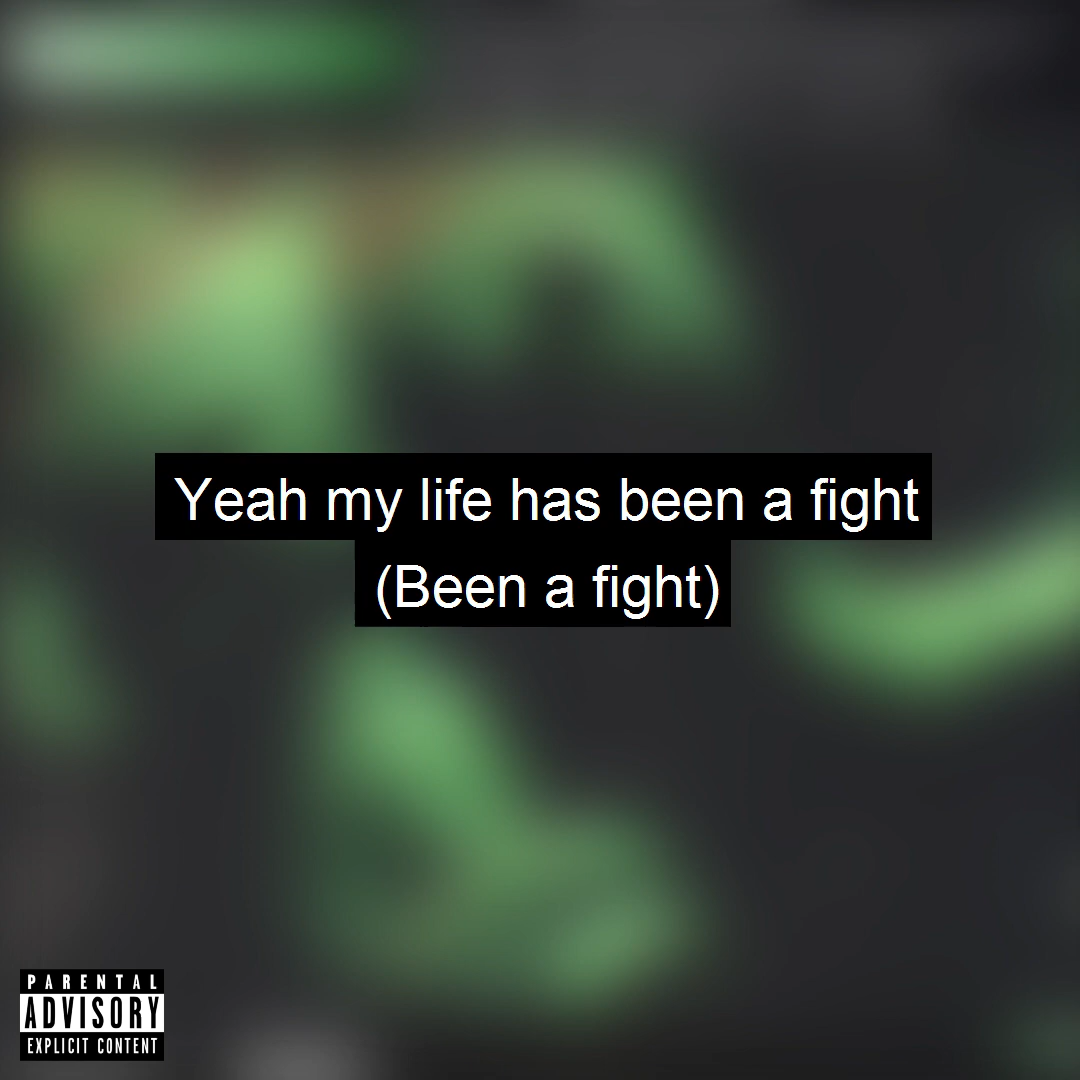 Yeah my life has been a fight
(Been a fight)
PARENTAL
ADVISORY
EXPLICIT CONTENT